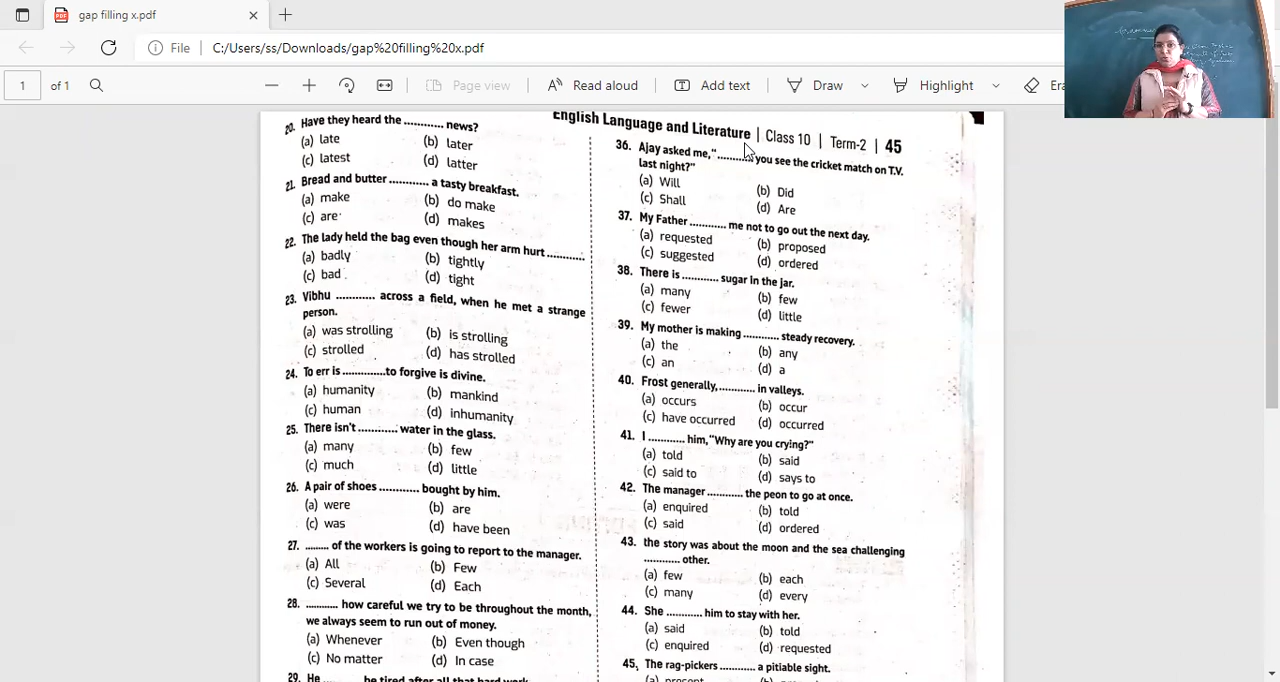 gap filling x.pdf
File C:/Users/ss/Downloads/gap%20filling%20x.pdf
1 of 1 Page view Read aloud Add text Draw Highlight
English Language and Literature | Class 10 | Term-2 | 45
20. Have they heard the ............ news?
(a) late (b) later
(c) latest (d) latter
21. Bread and butter ............ a tasty breakfast.
(a) make (b) do make
(c) are (d) makes
22. The lady held the bag even though her arm hurt ............
(a) badly (b) tightly
(c) bad (d) tight
23. Vibhu ............ across a field, when he met a strange
person.
(a) was strolling (b) is strolling
(c) strolled (d) has strolled
24. To err is ............to forgive is divine.
(a) humanity (b) mankind
(c) human (d) inhumanity
25. There isn't ............ water in the glass.
(a) many (b) few
(c) much (d) little
26. A pair of shoes ............ bought by him.
(a) were (b) are
(c) was (d) have been
27. ......... of the workers is going to report to the manager.
(a) All (b) Few
(c) Several (d) Each
28. ............ how careful we try to be throughout the month,
we always seem to run out of money.
(a) Whenever (b) Even though
(c) No matter (d) In case
29. He ............ be tired after all that hard work
36. Ajay asked me,"............ you see the cricket match on T.V.
last night?"
(a) Will (b) Did
(c) Shall (d) Are
37. My Father ............ me not to go out the next day.
(a) requested (b) proposed
(c) suggested (d) ordered
38. There is ............ sugar in the jar.
(a) many (b) few
(c) fewer (d) little
39. My mother is making ............ steady recovery.
(a) the (b) any
(c) an (d) a
40. Frost generally,............ in valleys.
(a) occurs (b) occur
(c) have occurred (d) occurred
41. I ............ him,"Why are you crying?"
(a) told (b) said
(c) said to (d) says to
42. The manager ............ the peon to go at once.
(a) enquired (b) told
(c) said (d) ordered
43. the story was about the moon and the sea challenging
............ other.
(a) few (b) each
(c) many (d) every
44. She ............ him to stay with her.
(a) said (b) told
(c) enquired (d) requested
45. The rag-pickers ............ a pitiable sight.
(a) present (b)